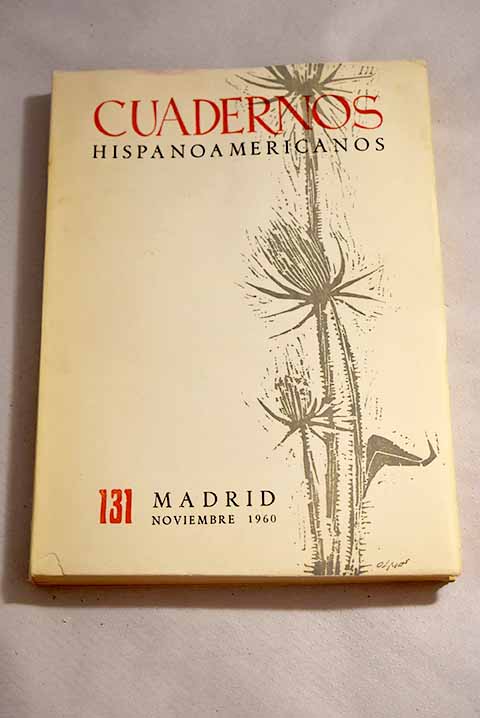 CUADERNOS
HISPANOAMERICANOS
131 MADRID
NOVIEMBRE 1960